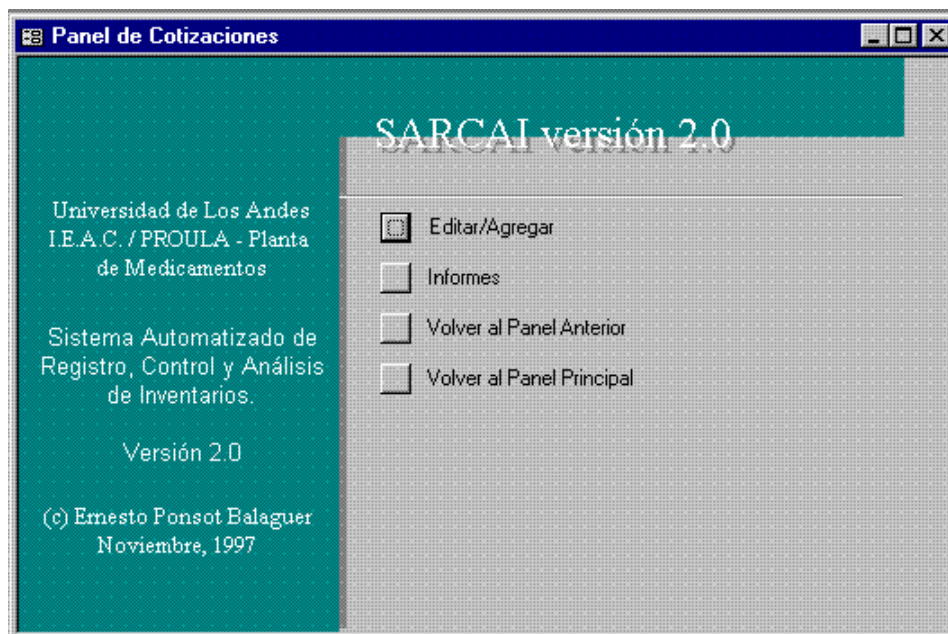 Panel de Cotizaciones
SARCAI versión 2.0
Universidad de Los Andes
I.E.A.C. / PROULA - Planta
de Medicamentos
Sistema Automatizado de
Registro, Control y Análisis
de Inventarios.
Versión 2.0
(c) Ernesto Ponsot Balaguer
Noviembre, 1997
Editar/Agregar
Informes
Volver al Panel Anterior
Volver al Panel Principal